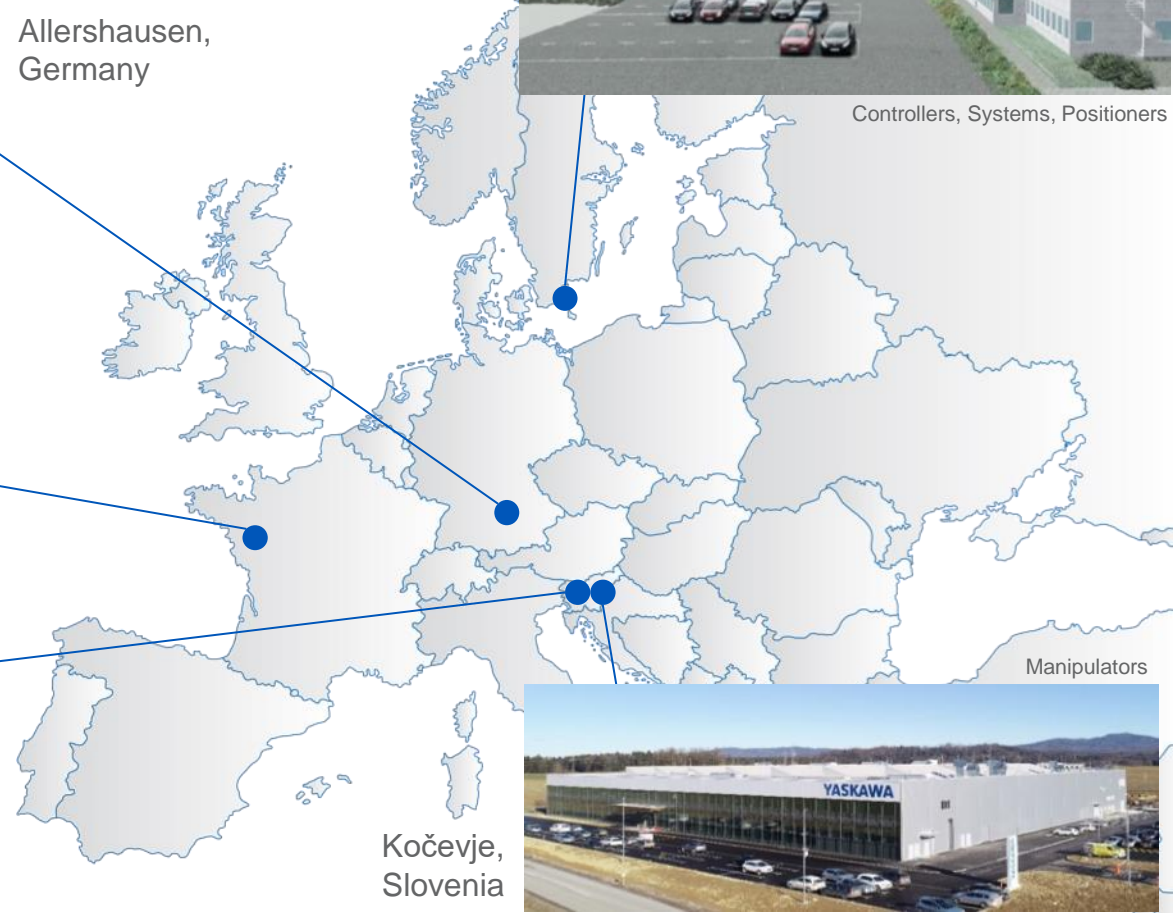 Allershausen,
Germany
Controllers, Systems, Positioners
Manipulators
YASKAWA
Kočevje,
Slovenia